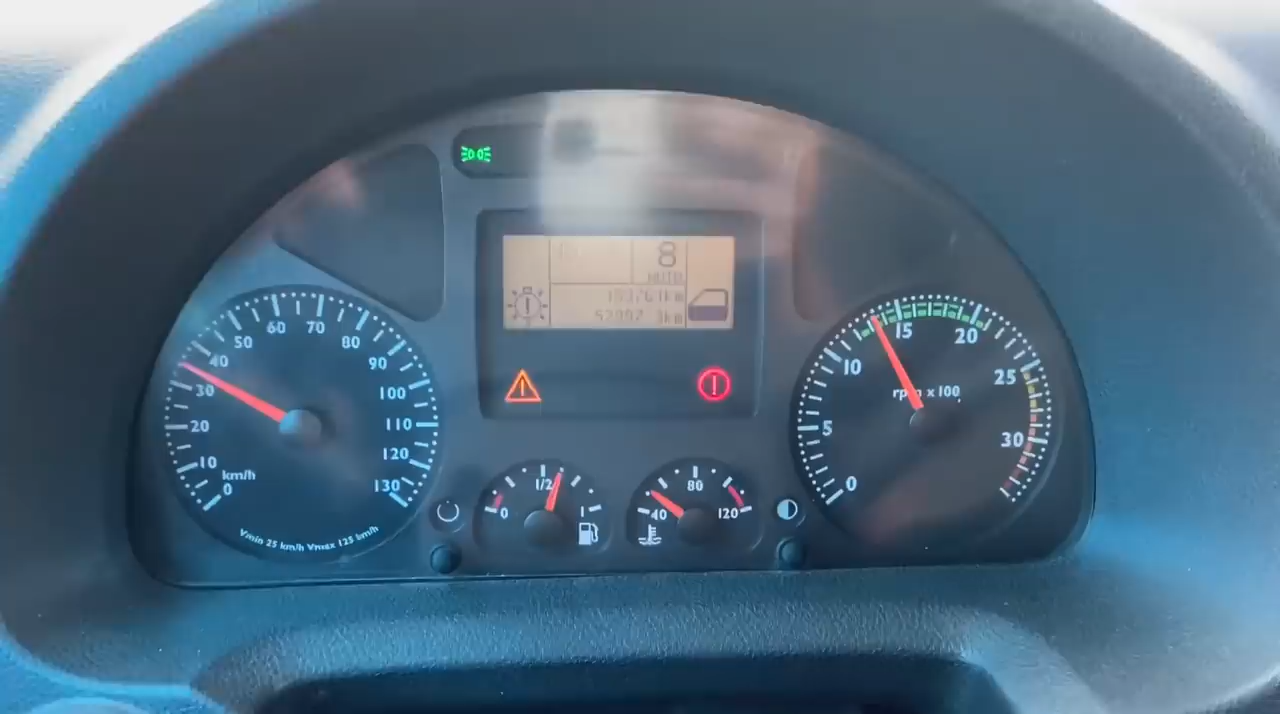 8
AUTO
km
km
0 10 20 30 40 50 60 70 80 90 100 110 120 130
km/h
Vmin 25 km/h Vmax 125 km/h
0 1/2 1
40 80 120
0 5 10 15 20 25 30
rpm x 100